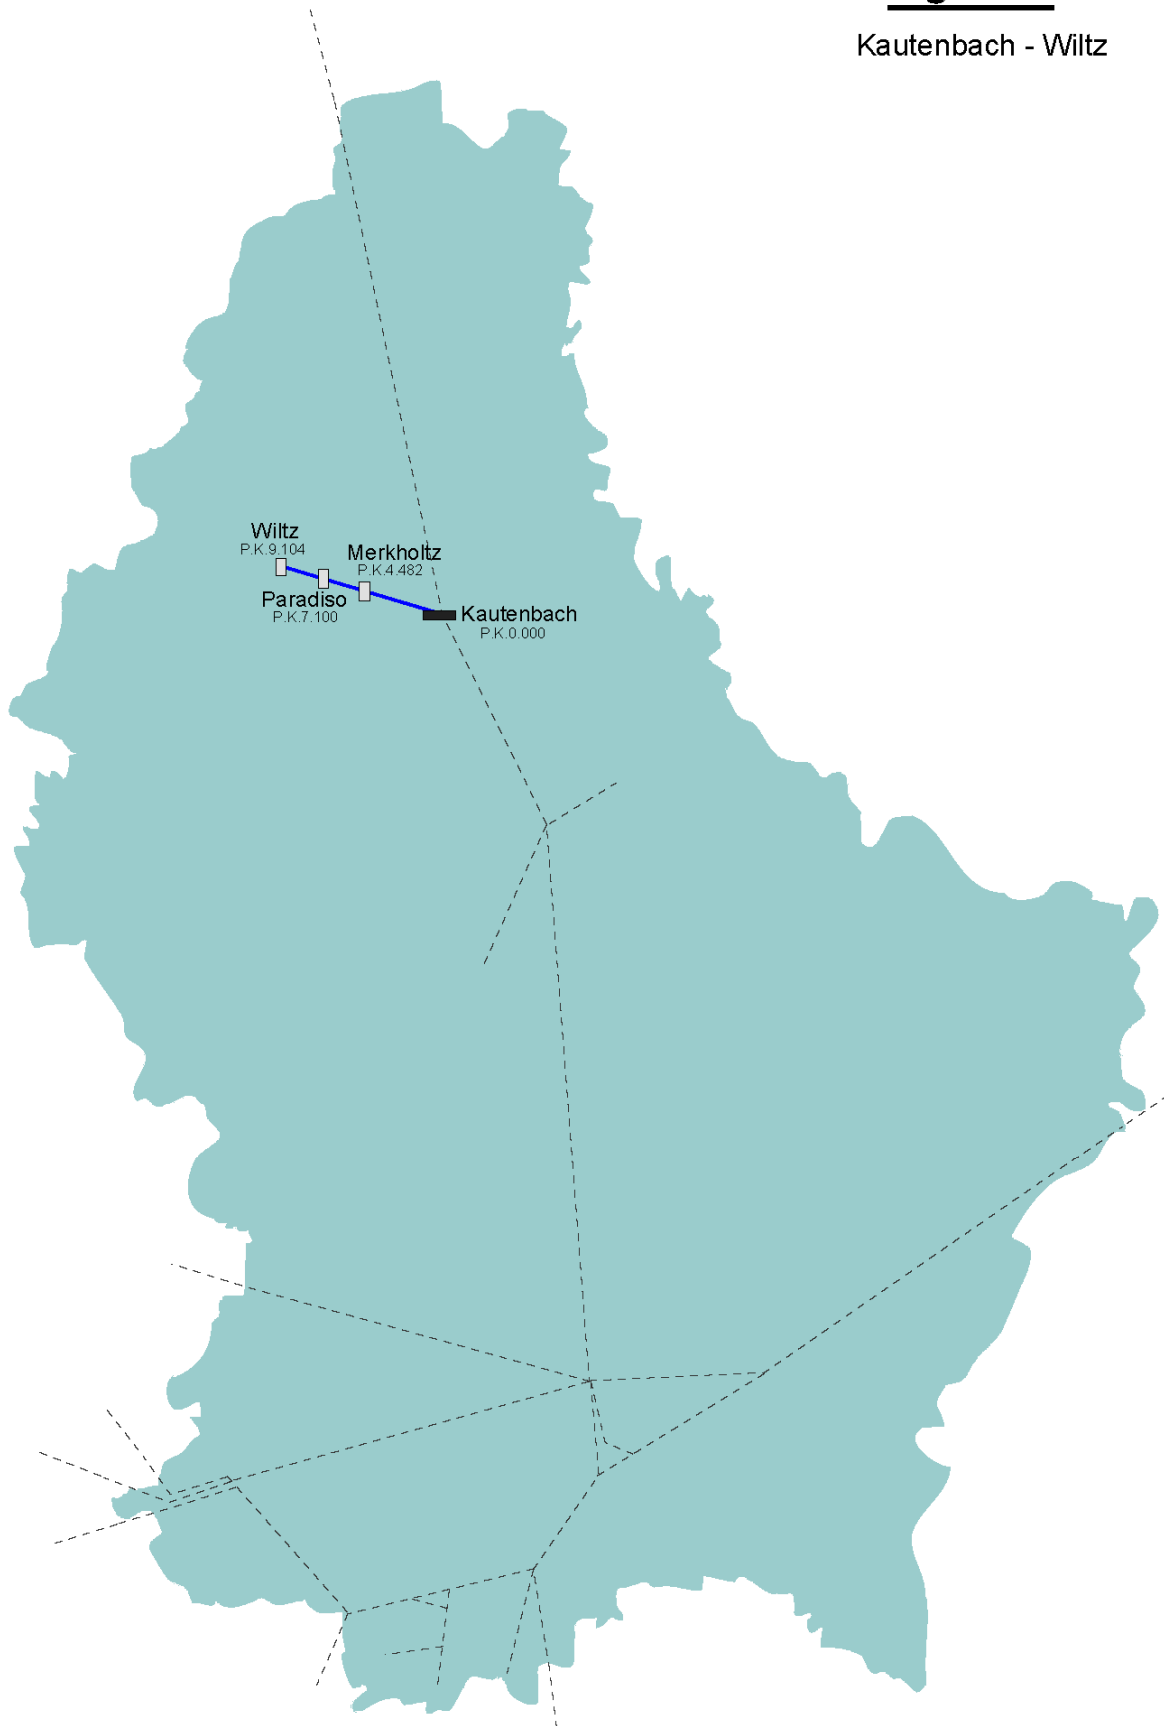 Kautenbach - Wiltz
Wiltz
P.K.9.104
Merkholtz
P.K.4.482
Paradiso
P.K.7.100
Kautenbach
P.K.0.000